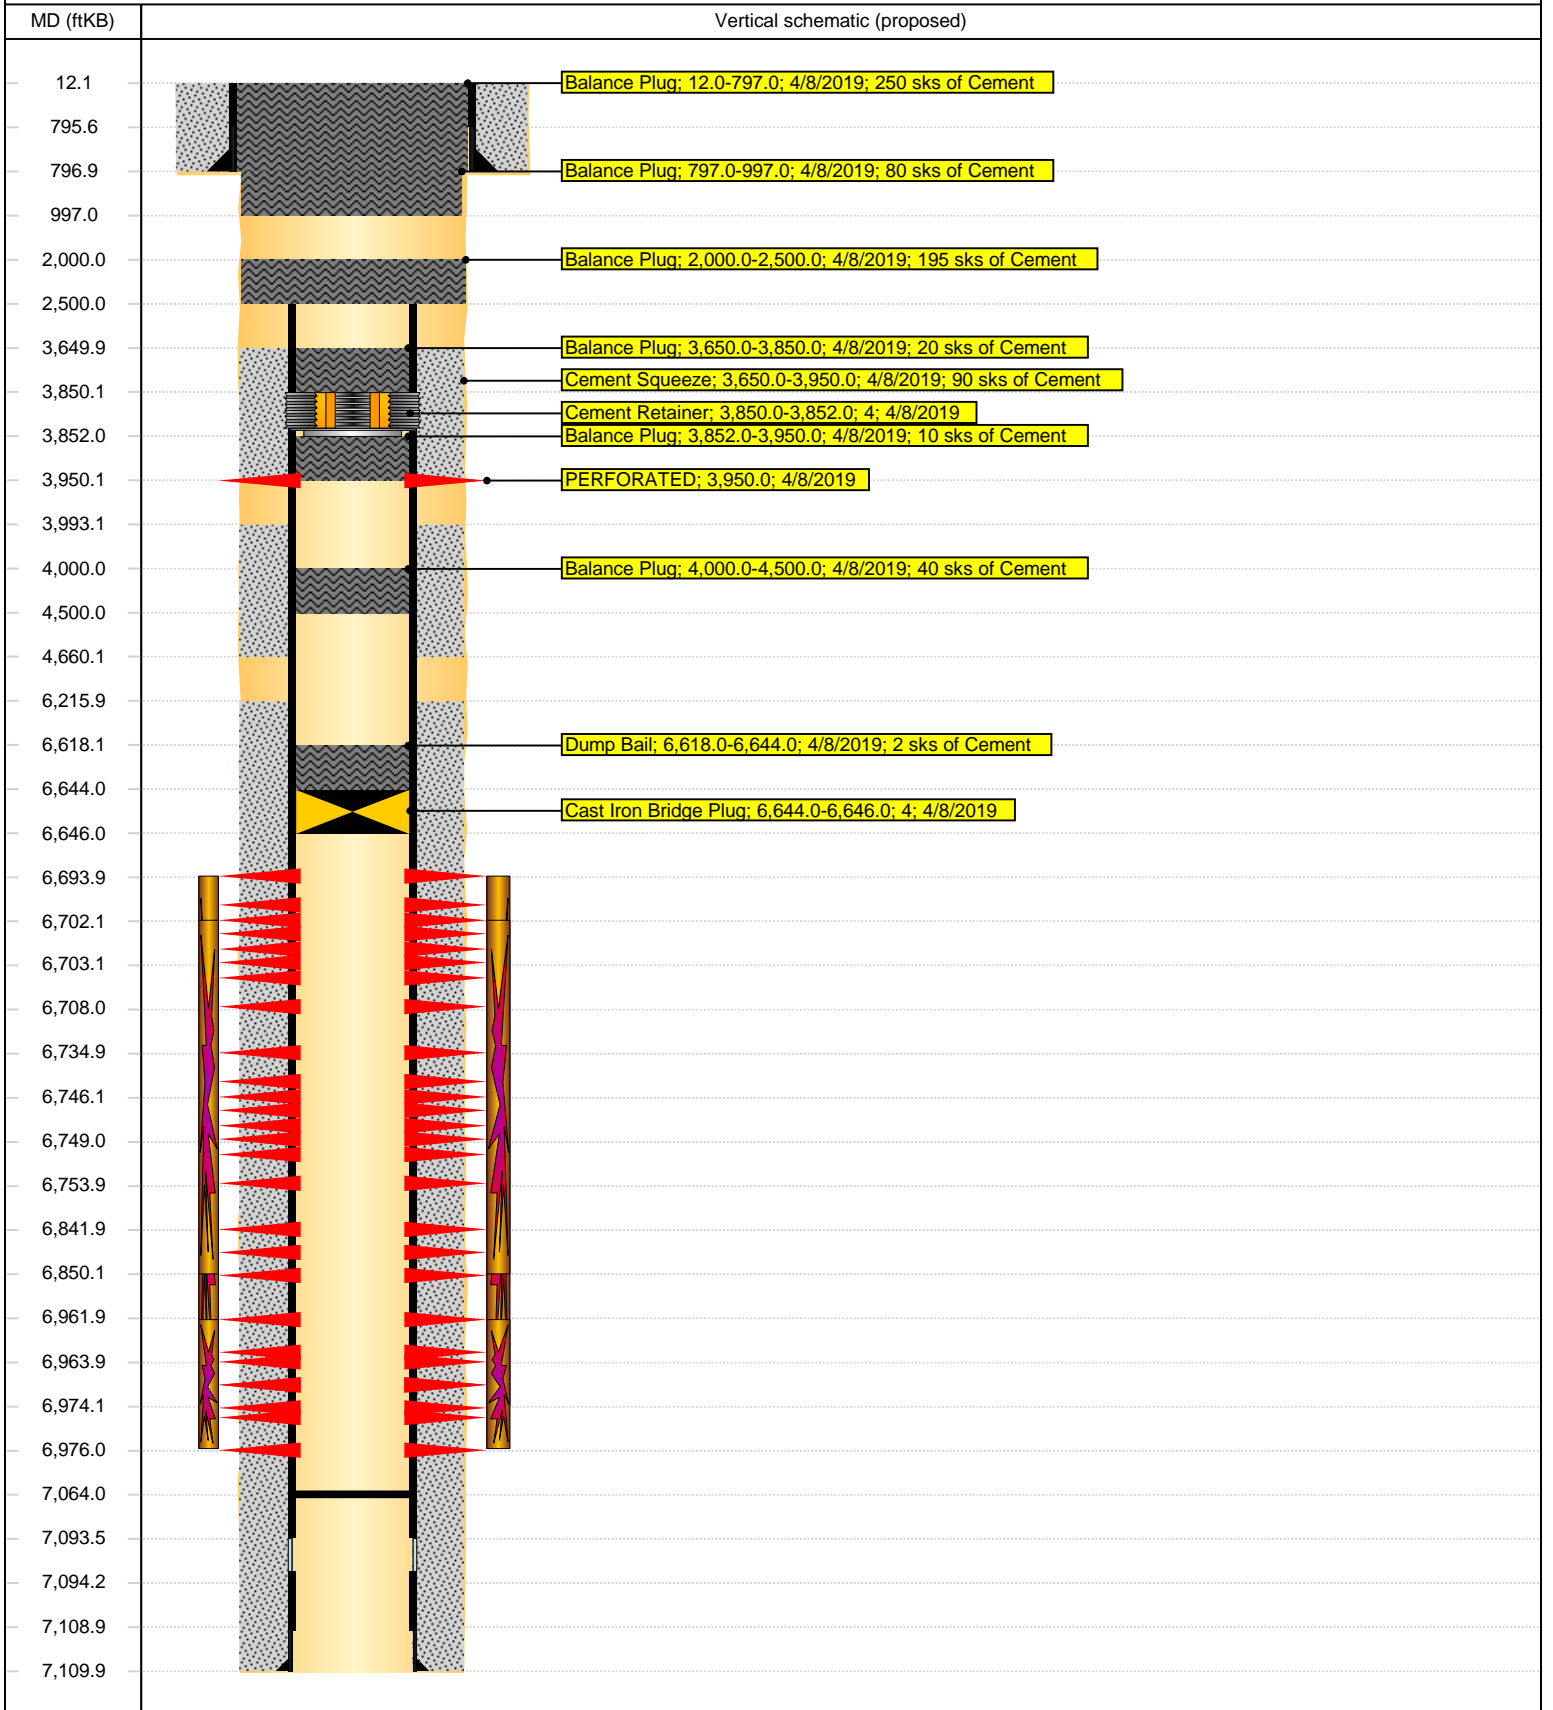 MD (ftKB) Vertical schematic (proposed)
12.1 Balance Plug; 12.0-797.0; 4/8/2019; 250 sks of Cement
795.6
796.9 Balance Plug; 797.0-997.0; 4/8/2019; 80 sks of Cement
997.0
2,000.0 Balance Plug; 2,000.0-2,500.0; 4/8/2019; 195 sks of Cement
2,500.0
3,649.9 Balance Plug; 3,650.0-3,850.0; 4/8/2019; 20 sks of Cement
Cement Squeeze; 3,650.0-3,950.0; 4/8/2019; 90 sks of Cement
3,850.1
Cement Retainer; 3,850.0-3,852.0; 4; 4/8/2019
3,852.0 Balance Plug; 3,852.0-3,950.0; 4/8/2019; 10 sks of Cement
3,950.1 PERFORATED; 3,950.0; 4/8/2019
3,993.1
4,000.0 Balance Plug; 4,000.0-4,500.0; 4/8/2019; 40 sks of Cement
4,500.0
4,660.1
6,215.9
6,618.1 Dump Bail; 6,618.0-6,644.0; 4/8/2019; 2 sks of Cement
6,644.0
Cast Iron Bridge Plug; 6,644.0-6,646.0; 4; 4/8/2019
6,646.0
6,693.9
6,702.1
6,703.1
6,708.0
6,734.9
6,746.1
6,749.0
6,753.9
6,841.9
6,850.1
6,961.9
6,963.9
6,974.1
6,976.0
7,064.0
7,093.5
7,094.2
7,108.9
7,109.9